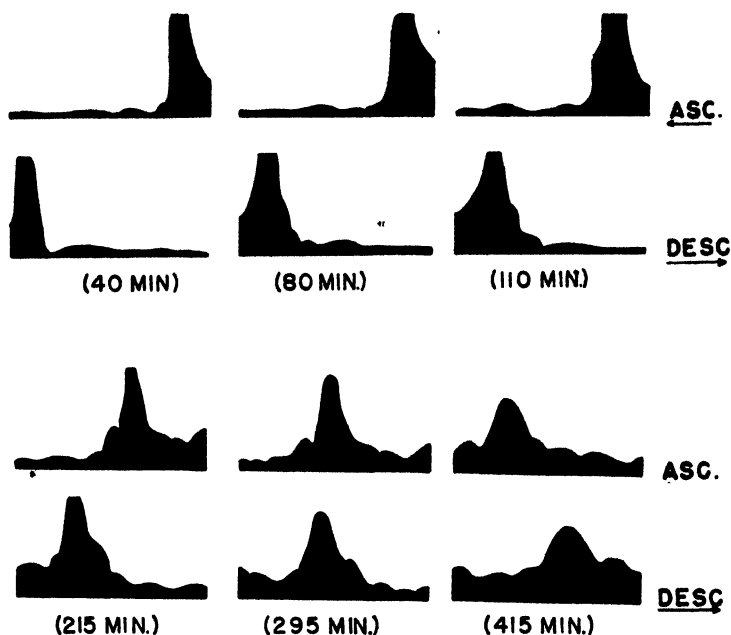 ASC.
DESC
(40 MIN) (80 MIN.) (110 MIN.)
ASC.
DESC
(215 MIN.) (295 MIN.) (415 MIN.)